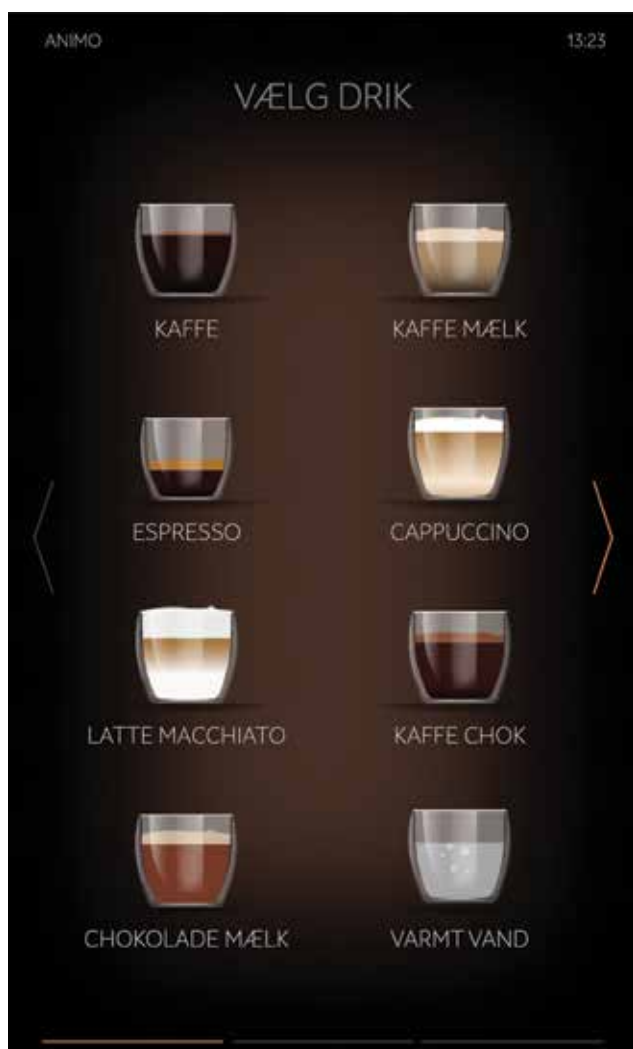 ANIMO 13:23
VÆLG DRIK
KAFFE KAFFE MÆLK
ESPRESSO CAPPUCCINO
LATTE MACCHIATO KAFFE CHOK
CHOKOLADE MÆLK VARMT VAND